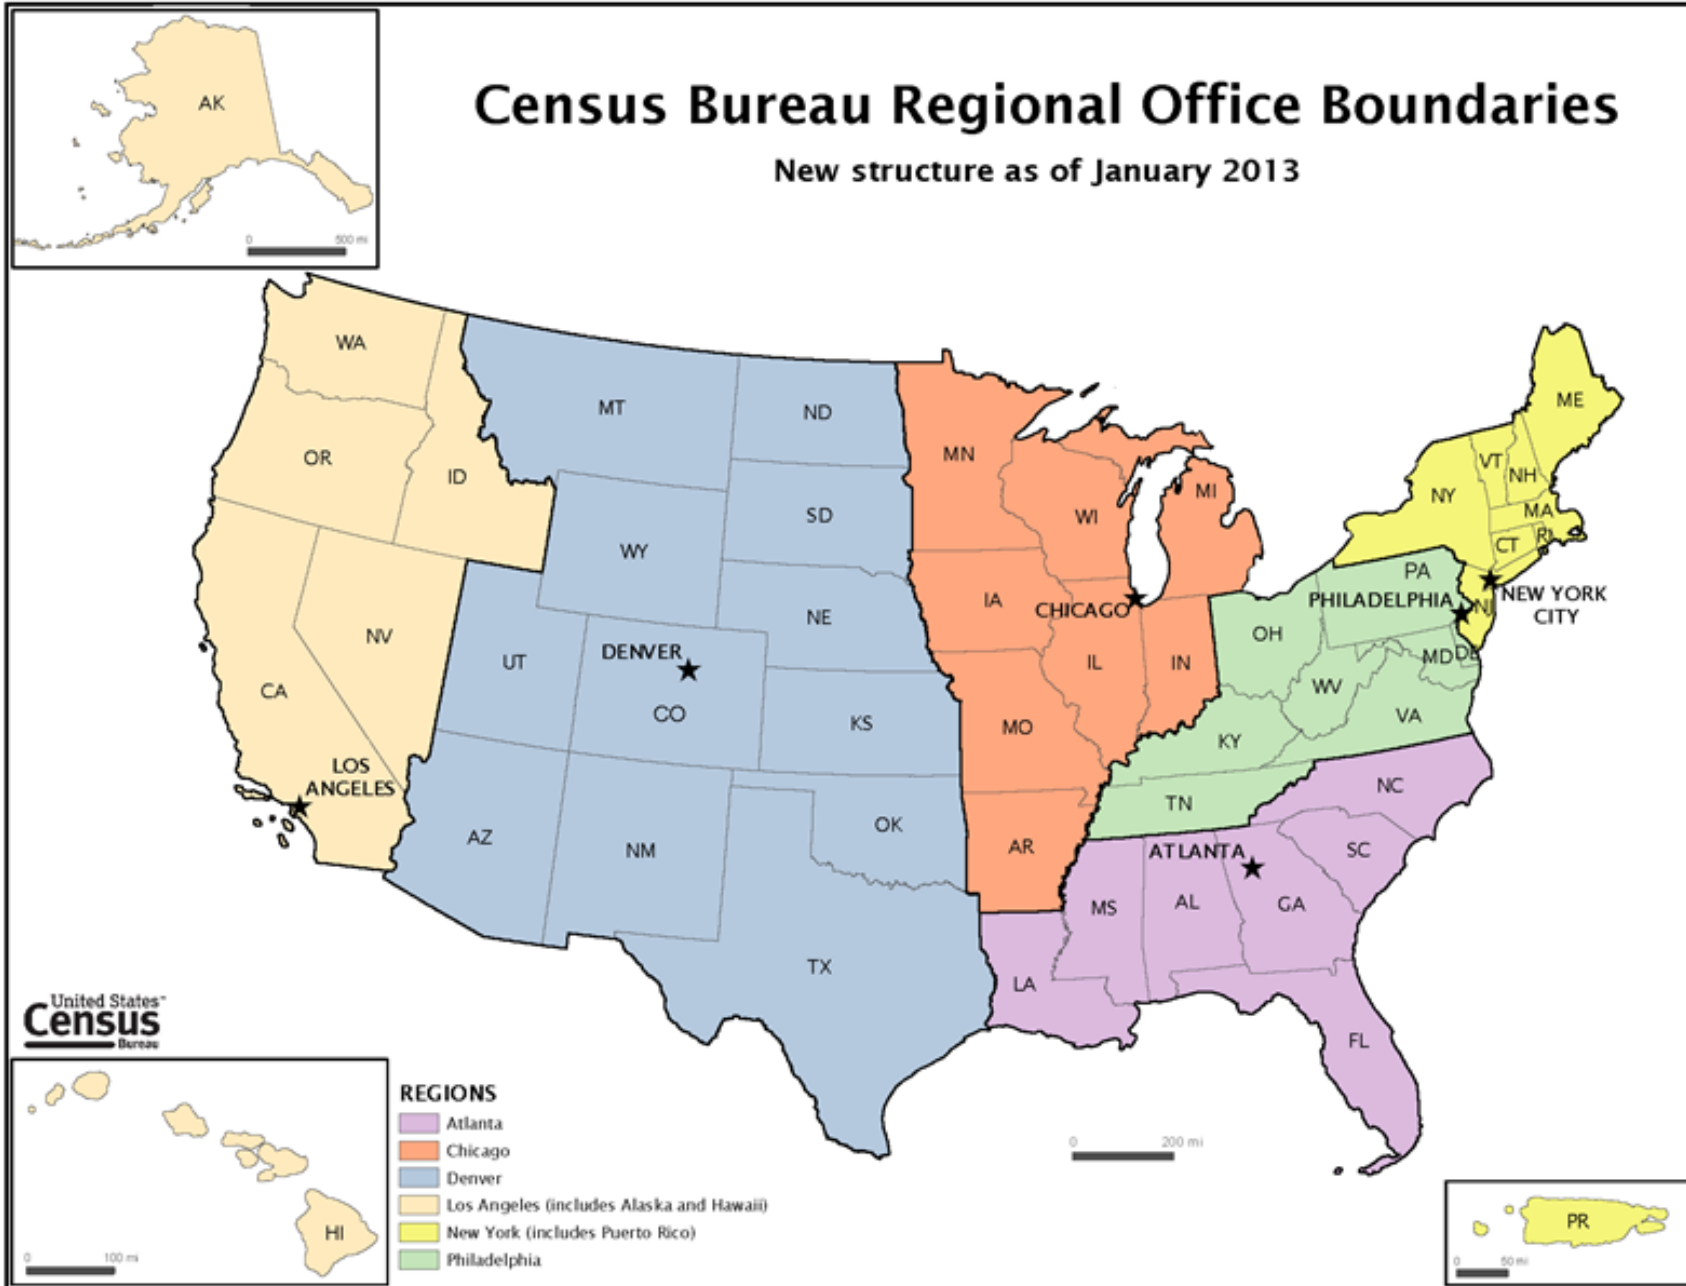 AK
0 500 mi
Census Bureau Regional Office Boundaries
New structure as of January 2013
WA
MT
ND
MN
ME
OR
ID
SD
WI
MI
NY
VT
NH
MA
CT
RI
WY
IA
CHICAGO
PA
PHILADELPHIA
NJ
NEW YORK
CITY
NV
UT
DENVER
NE
IL
IN
OH
MD
DE
CA
CO
KS
MO
WV
VA
KY
LOS
ANGELES
AZ
NM
OK
AR
TN
NC
ATLANTA
SC
MS
AL
GA
TX
LA
FL
United States™
Census
Bureau
HI
0 100 mi
REGIONS
Atlanta
Chicago
Denver
Los Angeles (includes Alaska and Hawaii)
New York (includes Puerto Rico)
Philadelphia
0 200 mi
PR
0 50 mi